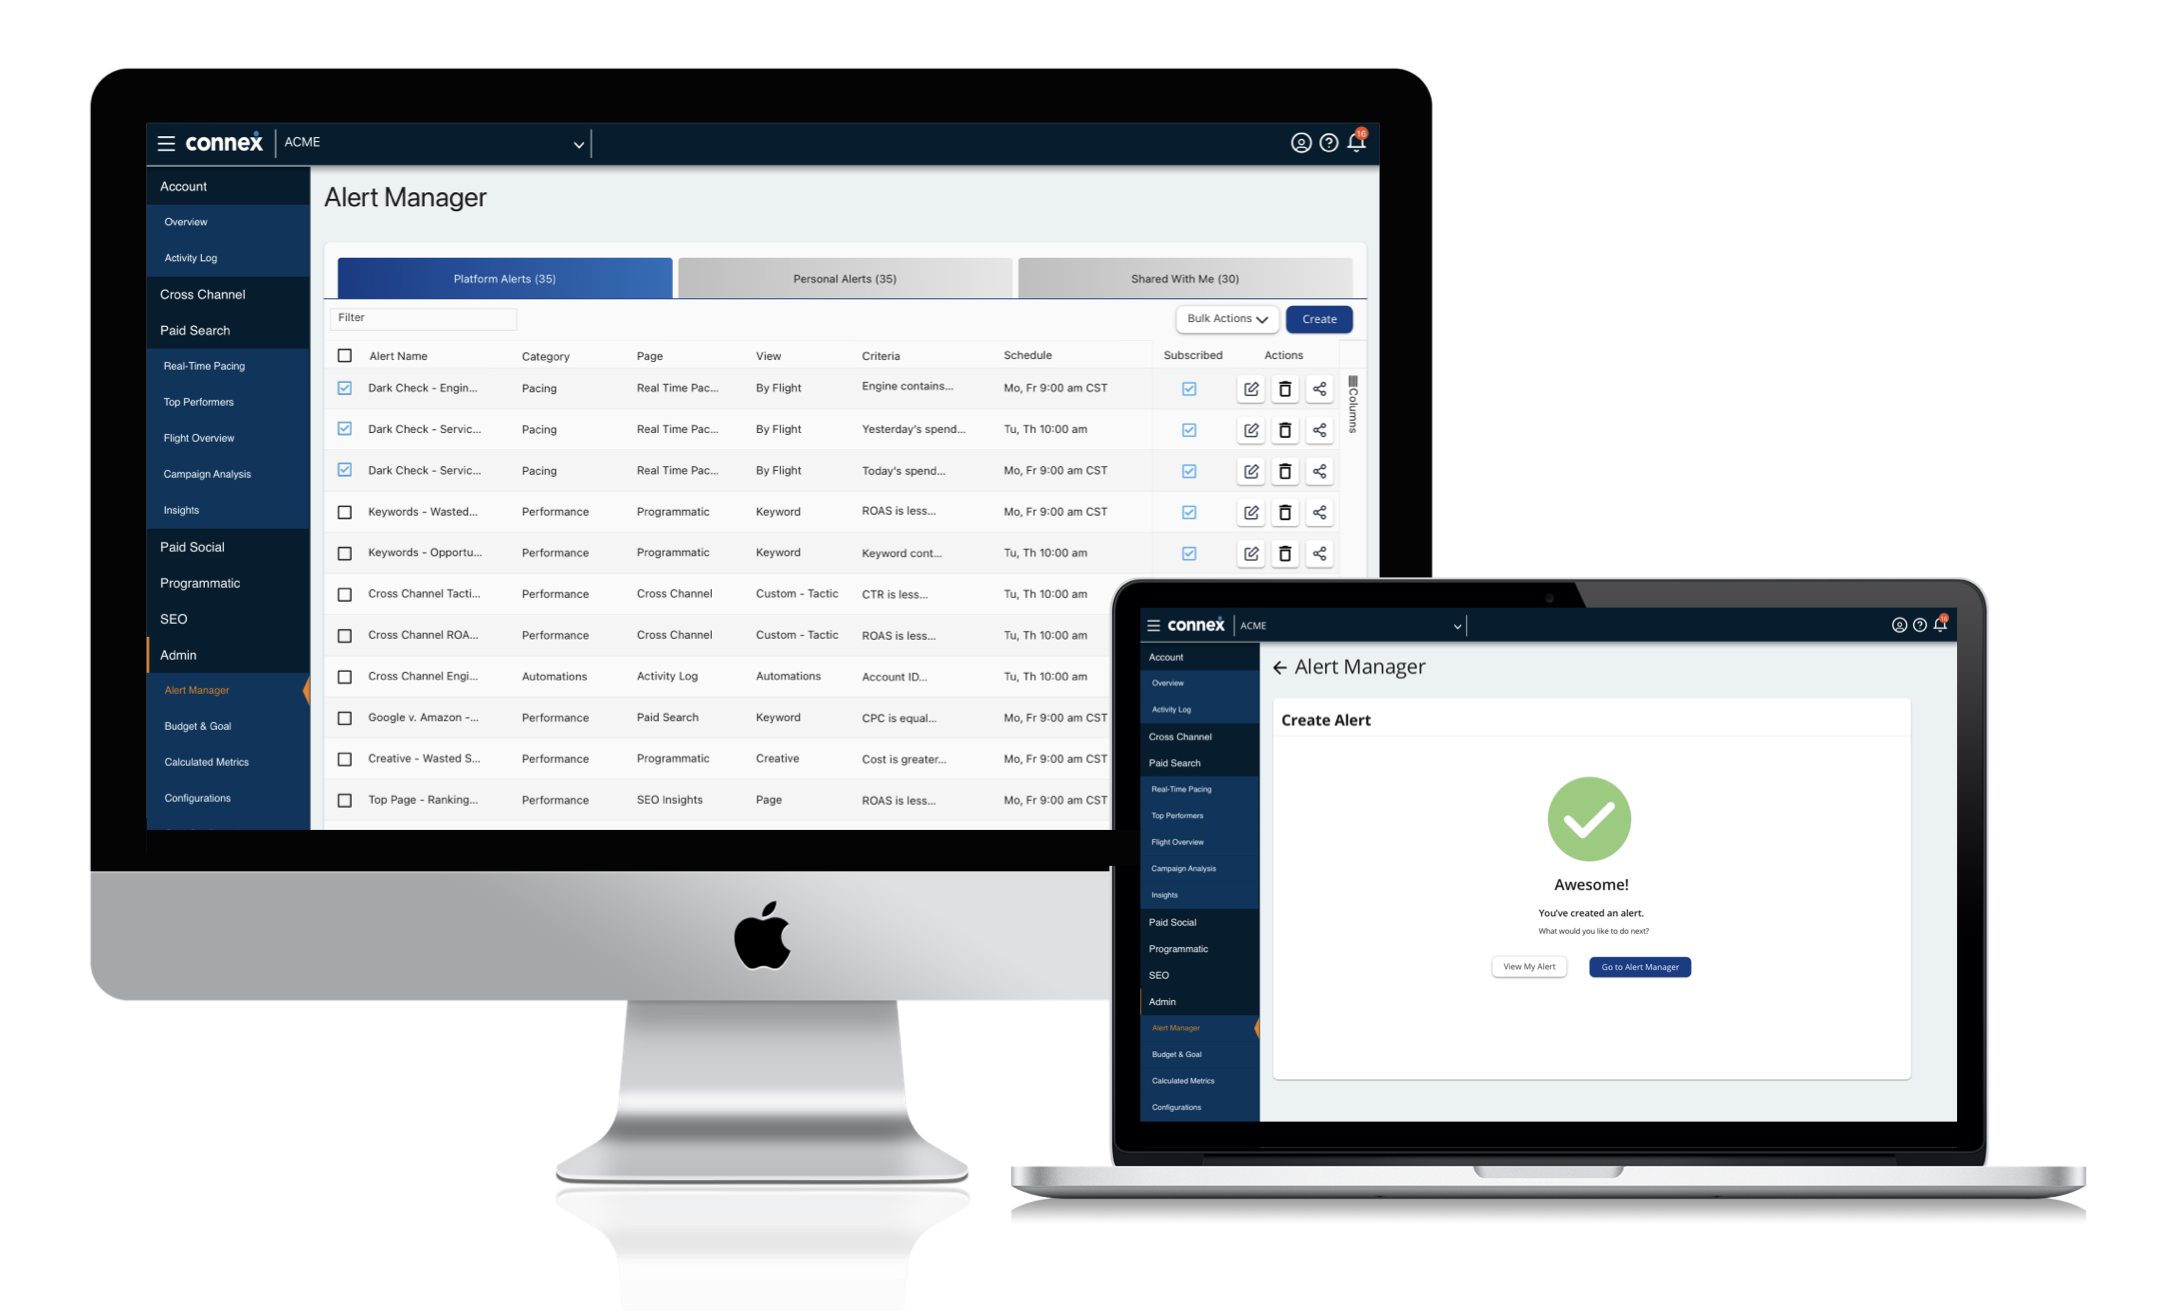 connex ACME
16
Account
Overview
Activity Log
Cross Channel
Paid Search
Real-Time Pacing
Top Performers
Flight Overview
Campaign Analysis
Insights
Paid Social
Programmatic
SEO
Admin
Alert Manager
Budget & Goal
Calculated Metrics
Configurations
Alert Manager
Platform Alerts (35) Personal Alerts (35) Shared With Me (30)
Filter Bulk Actions Create
Alert Name Category Page View Criteria Schedule Subscribed Actions
Dark Check - Engin... Pacing Real Time Pac... By Flight Engine contains... Mo, Fr 9:00 am CST
Dark Check - Servic... Pacing Real Time Pac... By Flight Yesterday's spend... Tu, Th 10:00 am
Dark Check - Servic... Pacing Real Time Pac... By Flight Today's spend... Mo, Fr 9:00 am CST
Keywords - Wasted... Performance Programmatic Keyword ROAS is less... Mo, Fr 9:00 am CST
Keywords - Opportu... Performance Programmatic Keyword Keyword cont... Tu, Th 10:00 am
Cross Channel Tacti... Performance Cross Channel Custom - Tactic CTR is less... Tu, Th 10:00 am
Cross Channel ROA... Performance Cross Channel Custom - Tactic ROAS is less... Tu, Th 10:00 am
Cross Channel Engi... Automations Activity Log Automations Account ID... Tu, Th 10:00 am
Google v. Amazon -... Performance Paid Search Keyword CPC is equal... Mo, Fr 9:00 am CST
Creative - Wasted S... Performance Programmatic Creative Cost is greater... Mo, Fr 9:00 am CST
Top Page - Ranking... Performance SEO Insights Page ROAS is less... Mo, Fr 9:00 am CST
Columns
connex ACME
Account
Overview
Activity Log
Cross Channel
Paid Search
Real-Time Pacing
Top Performers
Flight Overview
Campaign Analysis
Insights
Paid Social
Programmatic
SEO
Admin
Alert Manager
Budget & Goal
Calculated Metrics
Configurations
Alert Manager
Create Alert
Awesome!
You've created an alert.
What would you like to do next?
View My Alert Go to Alert Manager